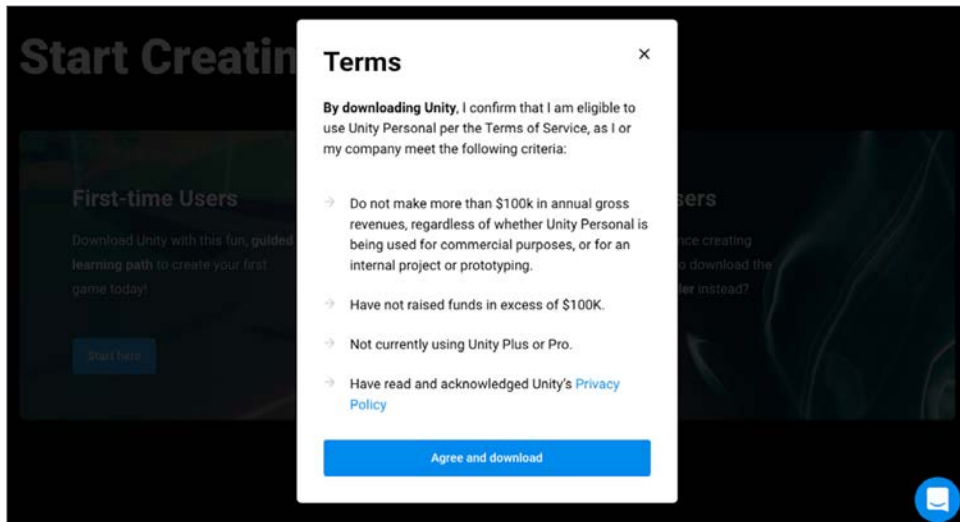 Start Creatin
Terms
By downloading Unity, I confirm that I am eligible to
use Unity Personal per the Terms of Service, as I or
my company meet the following criteria:
Do not make more than $100k in annual gross
revenues, regardless of whether Unity Personal is
being used for commercial purposes, or for an
internal project or prototyping.
Have not raised funds in excess of $100K.
Not currently using Unity Plus or Pro.
Have read and acknowledged Unity's Privacy
Policy
Agree and download
First-time Users
Download Unity with this fun, guided
learning path to create your first
game today!
Start here
sers
nce creating
o download the
ler instead?